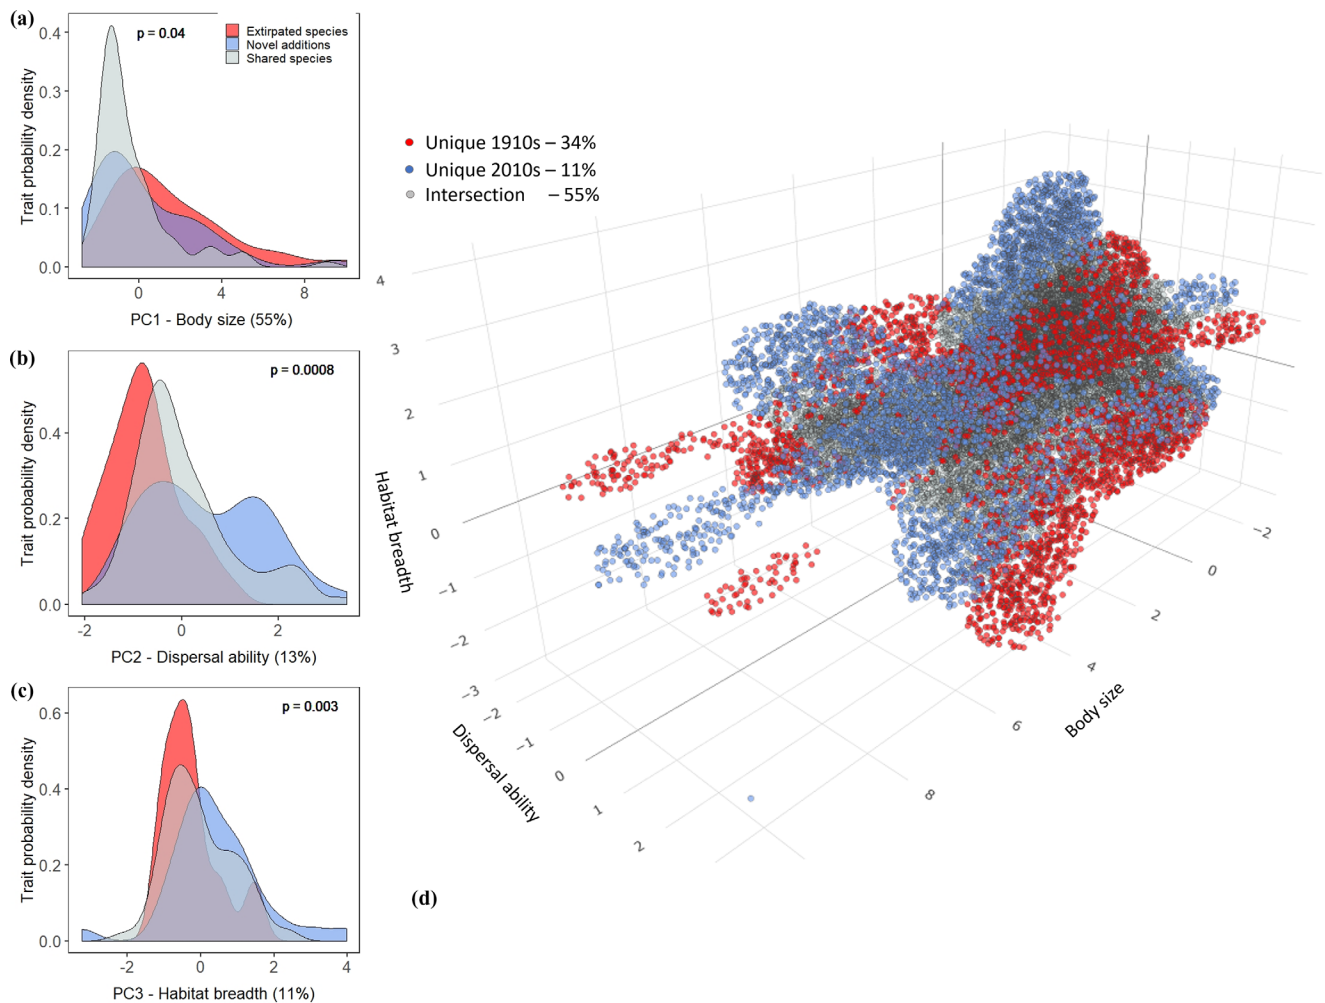 (a)
p = 0.04
Extirpated species
Novel additions
Shared species
Trait prbability density
0.4
0.3
0.2
0.1
0.0
0 4 8
PC1 - Body size (55%)
(b)
p = 0.0008
Trait probability density
0.4
0.2
0.0
-2 0 2
PC2 - Dispersal ability (13%)
(c)
p = 0.003
Trait probability density
0.6
0.4
0.2
0.0
-2 0 2 4
PC3 - Habitat breadth (11%)
Unique 1910s – 34%
Unique 2010s – 11%
Intersection – 55%
4
3
2
1
0
−1
−2
−3
Habitat breadth
−2
−1
0
1
2
Dispersal ability
8
6
4
2
0
−2
Body size
(d)